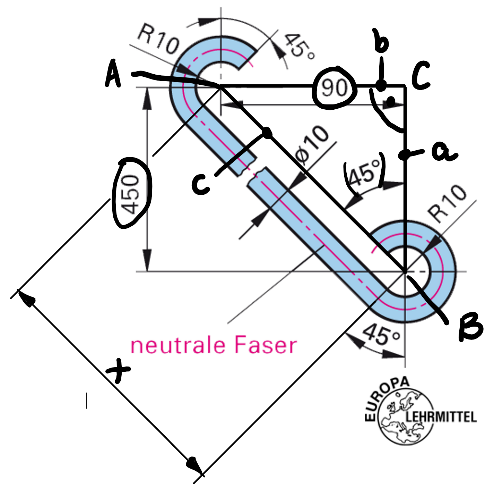 R10
45°
b
A
90
C
ø10
a
45°
c
450
R10
B
45°
neutrale Faser
x
EUROPA
LEHRMITTEL